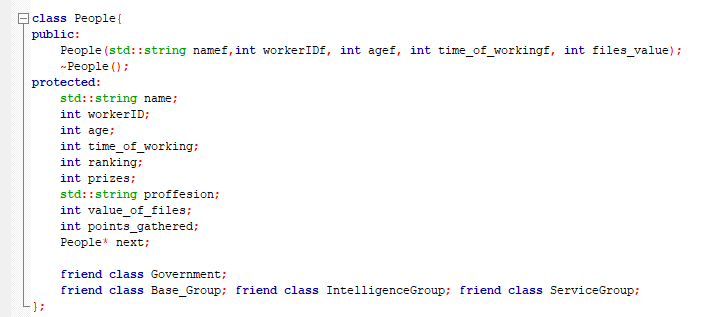 class People{
public:
People(std::string namef,int workerIDf, int agef, int time_of_workingf, int files_value);
~People();
protected:
std::string name;
int workerID;
int age;
int time_of_working;
int ranking;
int prizes;
std::string proffesion;
int value_of_files;
int points_gathered;
People* next;
friend class Government;
friend class Base_Group; friend class IntelligenceGroup; friend class ServiceGroup;
};